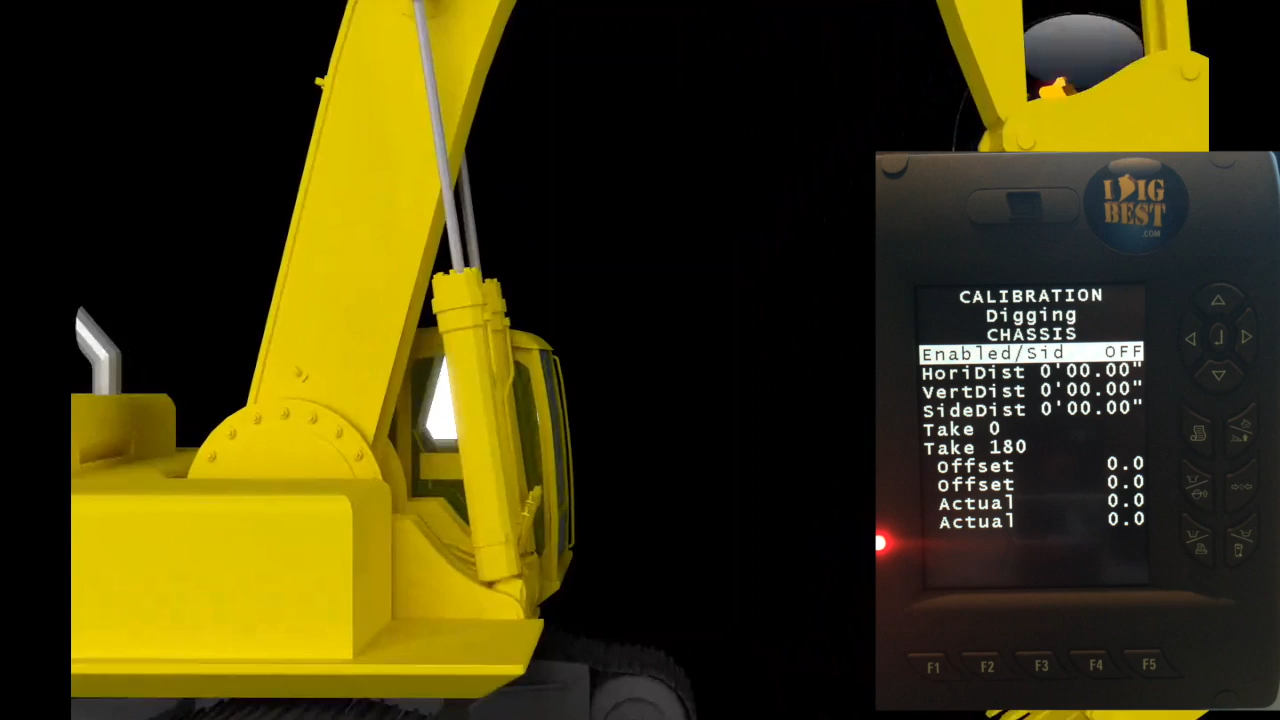 I DIG
BEST
.COM
CALIBRATION
Digging
CHASSIS
Enabled/Sid OFF
HoriDist 0'00.00"
VertDist 0'00.00"
SideDist 0'00.00"
Take 0
Take 180
Offset 0.0
Offset 0.0
Actual 0.0
Actual 0.0
F1 F2 F3 F4 F5